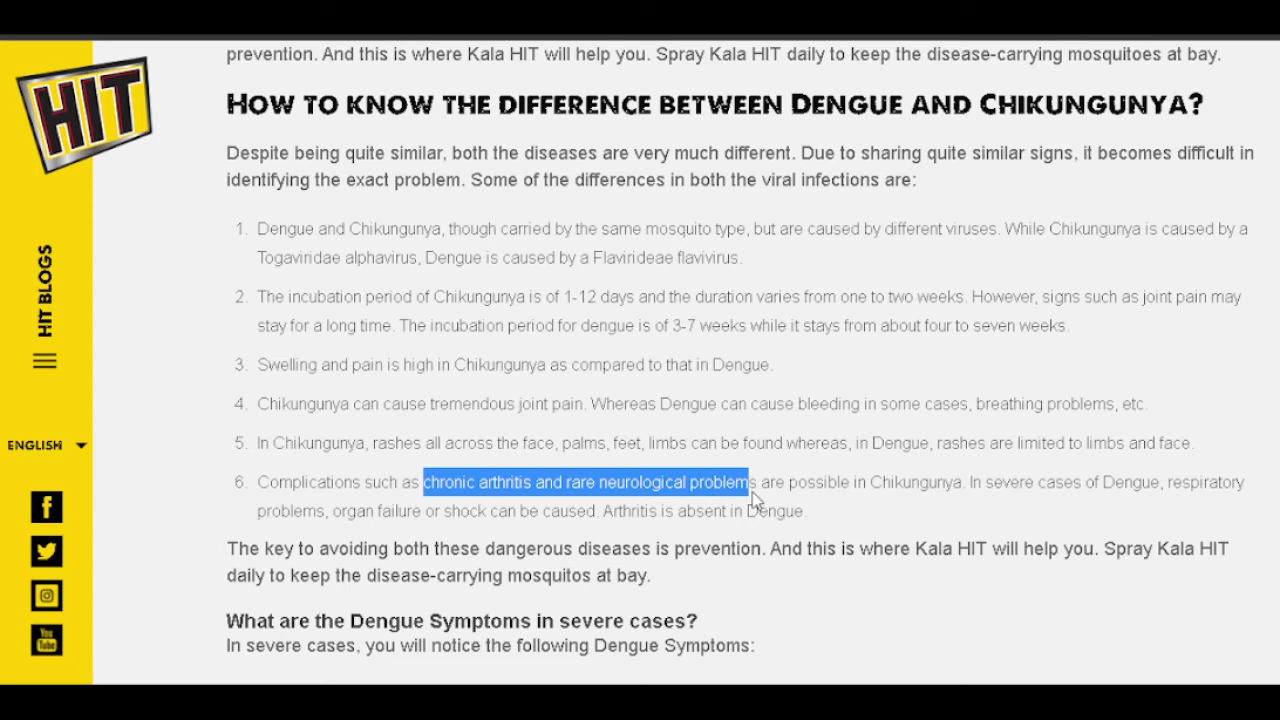 prevention. And this is where Kala HIT will help you. Spray Kala HIT daily to keep the disease-carrying mosquitoes at bay.
HIT
HOW TO KNOW THE DIFFERENCE BETWEEN DENGUE AND CHIKUNGUNYA?
Despite being quite similar, both the diseases are very much different. Due to sharing quite similar signs, it becomes difficult in
identifying the exact problem. Some of the differences in both the viral infections are:
1. Dengue and Chikungunya, though carried by the same mosquito type, but are caused by different viruses. While Chikungunya is caused by a
Togaviridae alphavirus, Dengue is caused by a Flavirideae flavivirus.
HIT BLOGS
2. The incubation period of Chikungunya is of 1-12 days and the duration varies from one to two weeks. However, signs such as joint pain may
stay for a long time. The incubation period for dengue is of 3-7 weeks while it stays from about four to seven weeks.
3. Swelling and pain is high in Chikungunya as compared to that in Dengue.
4. Chikungunya can cause tremendous joint pain. Whereas Dengue can cause bleeding in some cases, breathing problems, etc.
ENGLISH
5. In Chikungunya, rashes all across the face, palms, feet, limbs can be found whereas, in Dengue, rashes are limited to limbs and face.
6. Complications such as chronic arthritis and rare neurological problems are possible in Chikungunya. In severe cases of Dengue, respiratory
problems, organ failure or shock can be caused. Arthritis is absent in Dengue.
The key to avoiding both these dangerous diseases is prevention. And this is where Kala HIT will help you. Spray Kala HIT
daily to keep the disease-carrying mosquitos at bay.
What are the Dengue Symptoms in severe cases?
In severe cases, you will notice the following Dengue Symptoms:
You
Tube